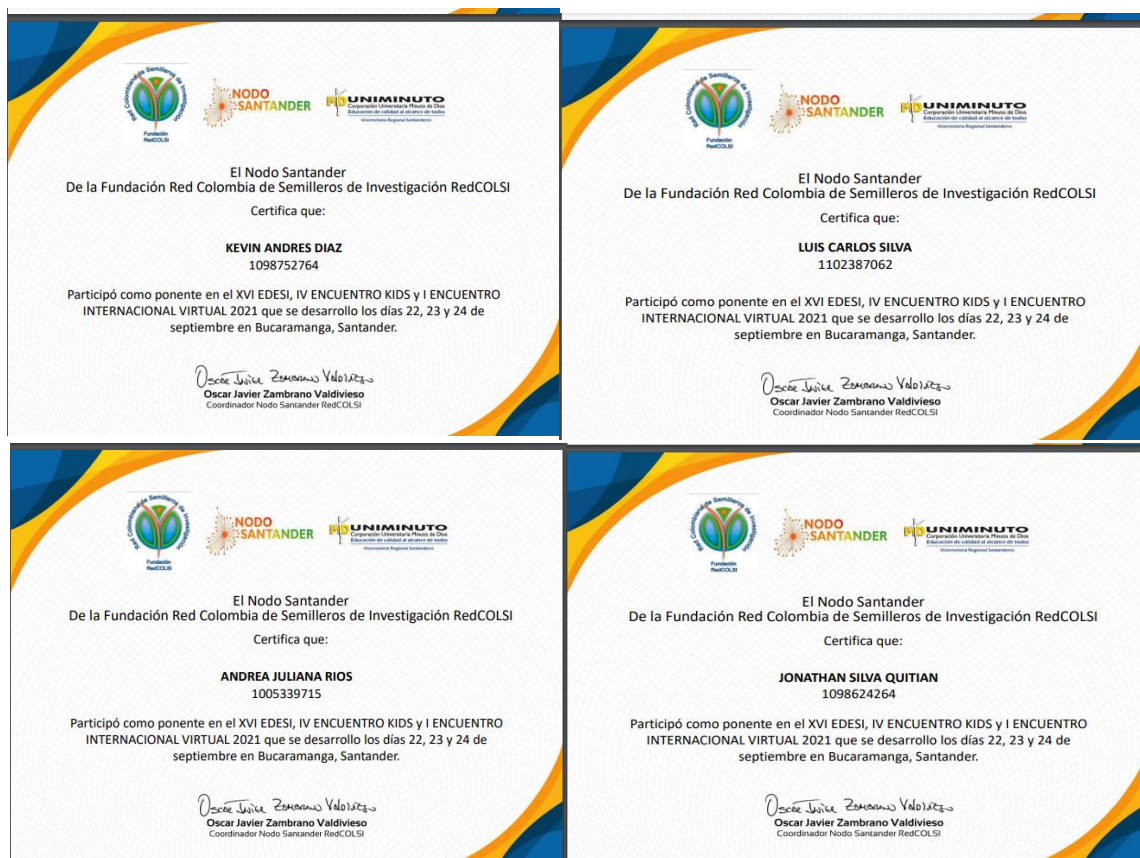 Red Colombiana de Semilleros de Investigación
Fundación
RedCOLSI
NODO
SANTANDER
UNIMINUTO
Corporación Universitaria Minuto de Dios
Educación de calidad al alcance de todos
Vicerrectoría Regional Santanderes
El Nodo Santander
De la Fundación Red Colombia de Semilleros de Investigación RedCOLSI
Certifica que:
KEVIN ANDRES DIAZ
1098752764
Participó como ponente en el XVI EDESI, IV ENCUENTRO KIDS y I ENCUENTRO
INTERNACIONAL VIRTUAL 2021 que se desarrollo los días 22, 23 y 24 de
septiembre en Bucaramanga, Santander.
Oscar Javier Zambrano Valdivieso
Oscar Javier Zambrano Valdivieso
Coordinador Nodo Santander RedCOLSI
Red Colombiana de Semilleros de Investigación
Fundación
RedCOLSI
NODO
SANTANDER
UNIMINUTO
Corporación Universitaria Minuto de Dios
Educación de calidad al alcance de todos
Vicerrectoría Regional Santanderes
El Nodo Santander
De la Fundación Red Colombia de Semilleros de Investigación RedCOLSI
Certifica que:
LUIS CARLOS SILVA
1102387062
Participó como ponente en el XVI EDESI, IV ENCUENTRO KIDS y I ENCUENTRO
INTERNACIONAL VIRTUAL 2021 que se desarrollo los días 22, 23 y 24 de
septiembre en Bucaramanga, Santander.
Oscar Javier Zambrano Valdivieso
Oscar Javier Zambrano Valdivieso
Coordinador Nodo Santander RedCOLSI
Red Colombiana de Semilleros de Investigación
Fundación
RedCOLSI
NODO
SANTANDER
UNIMINUTO
Corporación Universitaria Minuto de Dios
Educación de calidad al alcance de todos
Vicerrectoría Regional Santanderes
El Nodo Santander
De la Fundación Red Colombia de Semilleros de Investigación RedCOLSI
Certifica que:
ANDREA JULIANA RIOS
1005339715
Participó como ponente en el XVI EDESI, IV ENCUENTRO KIDS y I ENCUENTRO
INTERNACIONAL VIRTUAL 2021 que se desarrollo los días 22, 23 y 24 de
septiembre en Bucaramanga, Santander.
Oscar Javier Zambrano Valdivieso
Oscar Javier Zambrano Valdivieso
Coordinador Nodo Santander RedCOLSI
Red Colombiana de Semilleros de Investigación
Fundación
RedCOLSI
NODO
SANTANDER
UNIMINUTO
Corporación Universitaria Minuto de Dios
Educación de calidad al alcance de todos
Vicerrectoría Regional Santanderes
El Nodo Santander
De la Fundación Red Colombia de Semilleros de Investigación RedCOLSI
Certifica que:
JONATHAN SILVA QUITIAN
1098624264
Participó como ponente en el XVI EDESI, IV ENCUENTRO KIDS y I ENCUENTRO
INTERNACIONAL VIRTUAL 2021 que se desarrollo los días 22, 23 y 24 de
septiembre en Bucaramanga, Santander.
Oscar Javier Zambrano Valdivieso
Oscar Javier Zambrano Valdivieso
Coordinador Nodo Santander RedCOLSI